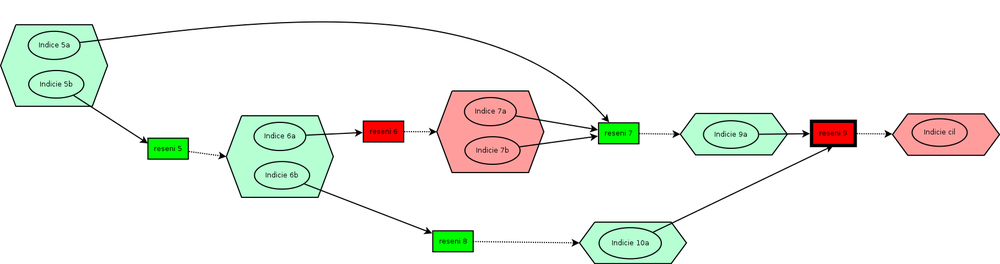 Indice 5a
Indicie 5b
reseni 5
Indice 6a
Indicie 6b
reseni 6
Indice 7a
Indicie 7b
reseni 7
reseni 8
Indicie 9a
Indicie 10a
reseni 9
Indicie cil